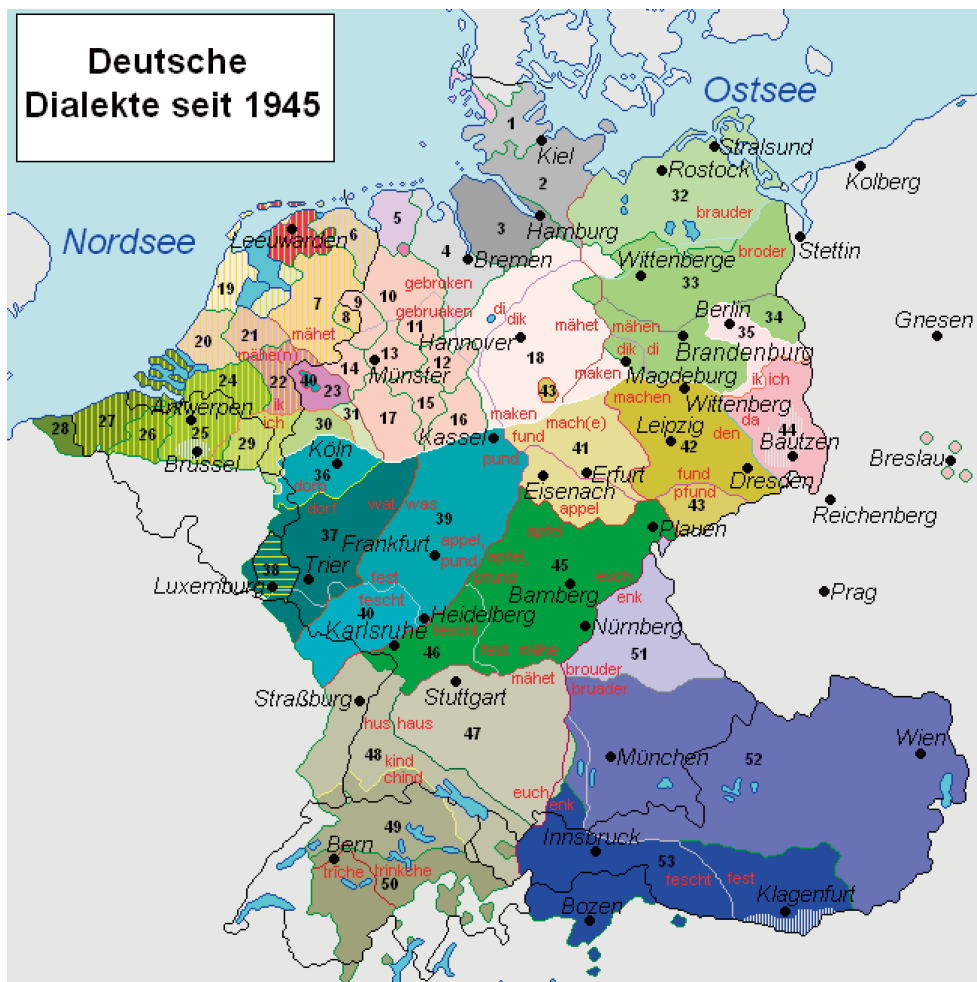 Deutsche
Dialekte seit 1945
Ostsee
Nordsee
1
Kiel
Stralsund
Rostock
Kolberg
2
32
5
6
3
Hamburg
brauder
Leeuwarden
4
Bremen
broder
Stettin
19
Wittenberge
33
7
9
10
gebroken
8
gebruaken
11
di
dik
mähet
mähen
Berlin
34
35
Gnesen
20
21
Hannover
mähe(n)
13
12
18
dik di
Brandenburg
14
Münster
maken
Magdeburg
ik ich
24
22
40
23
43
machen
Wittenberg
28
27
26
Antwerpen
25
ik
ich
29
30
31
17
15
16
maken
mach(e)
Leipzig
42
da
den
44
Brüssel
Köln
Kassel
fund
pund
41
Bautzen
Breslau
36
Eisenach
Erfurt
fund
Dresden
dorp
dorf
wat, was
appel
pfund
43
Reichenberg
37
39
apfel
Plauen
Frankfurt
appel,
pund
apfel,
pfund
45
38
Trier
fest
euch
enk
Luxemburg
fescht
Bamberg
Prag
40
Heidelberg
fescht
Nürnberg
Karlsruhe
46
fest
mähe
51
mähet
brouder
bruader
Straßburg
Stuttgart
hus haus
47
48
kind
chind
München
52
Wien
euch
enk
49
Innsbruck
Bern
53
triche
trinkche
50
fescht
fest
Klagenfurt
Bozen